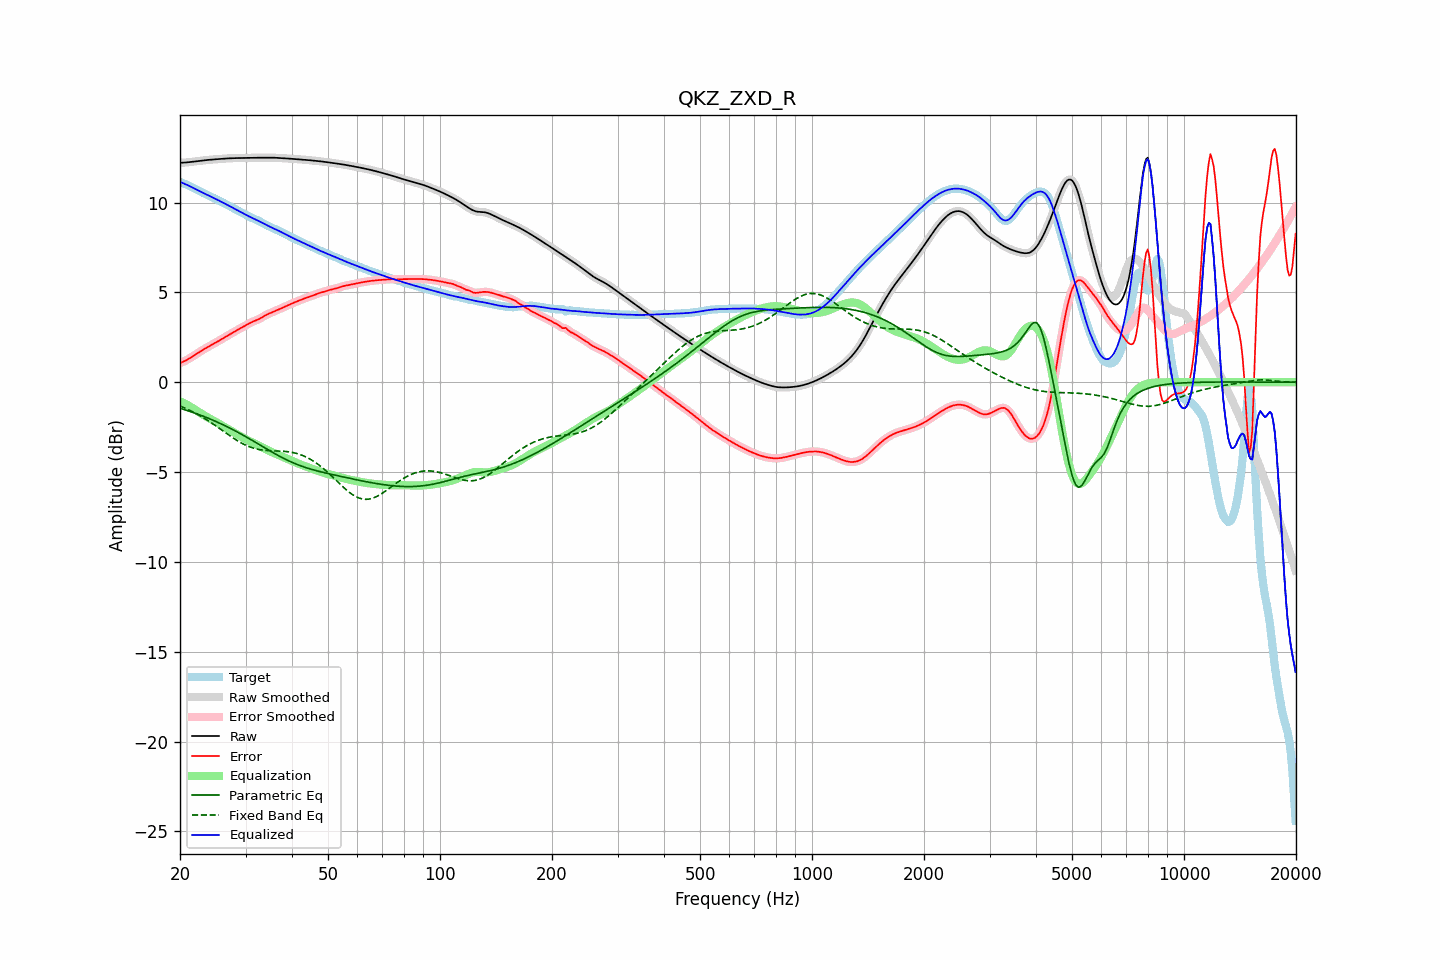 QKZ_ZXD_R
Amplitude (dBr)
10
5
0
−5
−10
−15
−20
−25
Target
Raw Smoothed
Error Smoothed
Raw
Error
Equalization
Parametric Eq
Fixed Band Eq
Equalized
20 50 100 200 500 1000 2000 5000 10000 20000
Frequency (Hz)